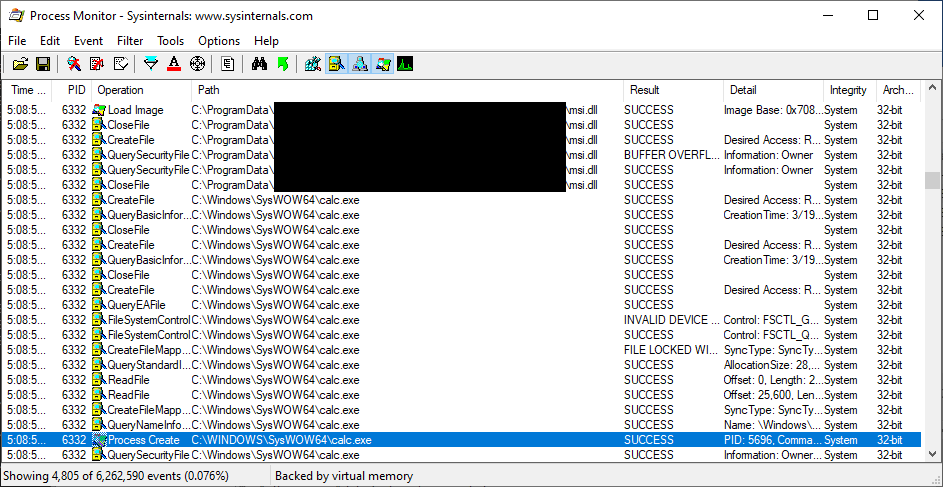 Process Monitor - Sysinternals: www.sysinternals.com
File Edit Event Filter Tools Options Help
Time ... PID Operation Path Result Detail Integrity Arch...
5:08:5... 6332 Load Image C:\ProgramData\ \msi.dll SUCCESS Image Base: 0x708... System 32-bit
5:08:5... 6332 CloseFile C:\ProgramData\ \msi.dll SUCCESS System 32-bit
5:08:5... 6332 CreateFile C:\ProgramData\ \msi.dll SUCCESS Desired Access: R... System 32-bit
5:08:5... 6332 QuerySecurityFile C:\ProgramData\ \msi.dll BUFFER OVERFL... Information: Owner System 32-bit
5:08:5... 6332 QuerySecurityFile C:\ProgramData\ \msi.dll SUCCESS Information: Owner System 32-bit
5:08:5... 6332 CloseFile C:\ProgramData\ \msi.dll SUCCESS System 32-bit
5:08:5... 6332 CreateFile C:\Windows\SysWOW64\calc.exe SUCCESS Desired Access: R... System 32-bit
5:08:5... 6332 QueryBasicInfor... C:\Windows\SysWOW64\calc.exe SUCCESS CreationTime: 3/19... System 32-bit
5:08:5... 6332 CloseFile C:\Windows\SysWOW64\calc.exe SUCCESS System 32-bit
5:08:5... 6332 CreateFile C:\Windows\SysWOW64\calc.exe SUCCESS Desired Access: R... System 32-bit
5:08:5... 6332 QueryBasicInfor... C:\Windows\SysWOW64\calc.exe SUCCESS CreationTime: 3/19... System 32-bit
5:08:5... 6332 CloseFile C:\Windows\SysWOW64\calc.exe SUCCESS System 32-bit
5:08:5... 6332 CreateFile C:\Windows\SysWOW64\calc.exe SUCCESS Desired Access: R... System 32-bit
5:08:5... 6332 QueryEAFile C:\Windows\SysWOW64\calc.exe SUCCESS System 32-bit
5:08:5... 6332 FileSystemControl C:\Windows\SysWOW64\calc.exe INVALID DEVICE ... Control: FSCTL_G... System 32-bit
5:08:5... 6332 FileSystemControl C:\Windows\SysWOW64\calc.exe SUCCESS Control: FSCTL_Q... System 32-bit
5:08:5... 6332 CreateFileMapp... C:\Windows\SysWOW64\calc.exe FILE LOCKED WI... SyncType: SyncTy... System 32-bit
5:08:5... 6332 QueryStandardI... C:\Windows\SysWOW64\calc.exe SUCCESS AllocationSize: 28,... System 32-bit
5:08:5... 6332 ReadFile C:\Windows\SysWOW64\calc.exe SUCCESS Offset: 0, Length: 2... System 32-bit
5:08:5... 6332 ReadFile C:\Windows\SysWOW64\calc.exe SUCCESS Offset: 25,600, Len... System 32-bit
5:08:5... 6332 CreateFileMapp... C:\Windows\SysWOW64\calc.exe SUCCESS SyncType: SyncTy... System 32-bit
5:08:5... 6332 QueryNameInfo... C:\Windows\SysWOW64\calc.exe SUCCESS Name: \Windows\... System 32-bit
5:08:5... 6332 Process Create C:\WINDOWS\SysWOW64\calc.exe SUCCESS PID: 5696, Comma... System 32-bit
5:08:5... 6332 QuerySecurityFile C:\Windows\SysWOW64\calc.exe SUCCESS Information: Owner... System 32-bit
Showing 4,805 of 6,262,590 events (0.076%) Backed by virtual memory